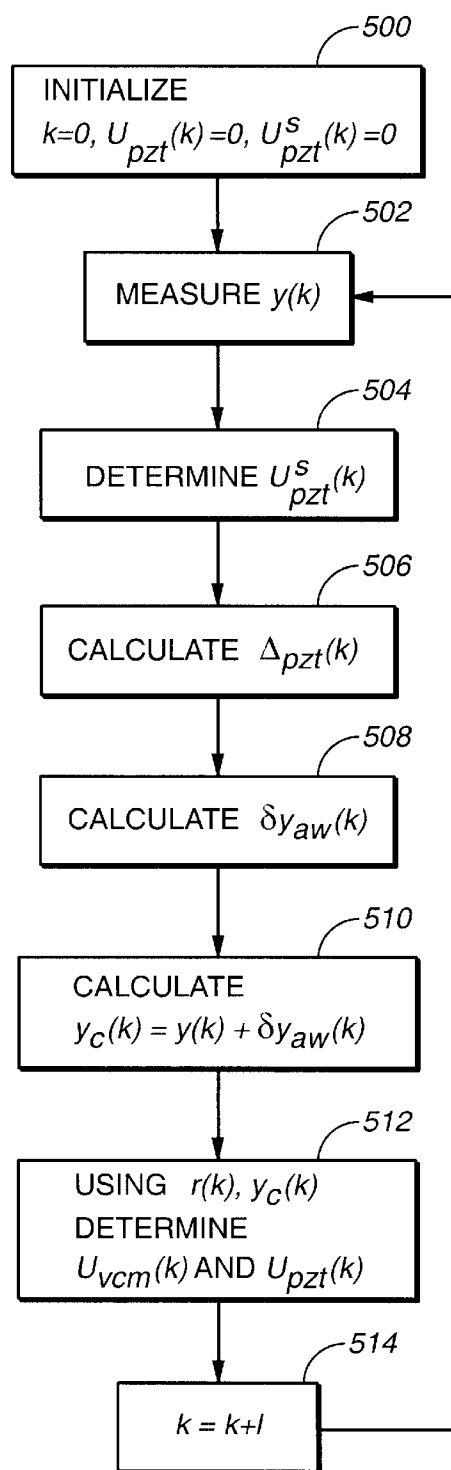 500
INITIALIZE
k=0, U_pzt(k)=0, U^s_pzt(k)=0
502
MEASURE y(k)
504
DETERMINE U^s_pzt(k)
506
CALCULATE Δ_pzt(k)
508
CALCULATE δy_aw(k)
510
CALCULATE
y_c(k) = y(k) + δy_aw(k)
512
USING r(k), y_c(k)
DETERMINE
U_vcm(k) AND U_pzt(k)
514
k = k+l